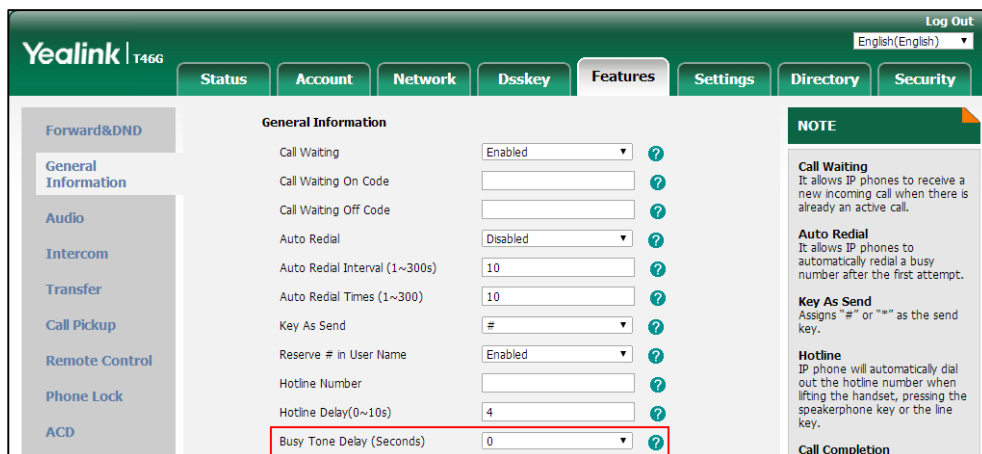 Log Out
Yealink T46G
English(English)
Status Account Network Dsskey Features Settings Directory Security
Forward&DND
General
Information
Audio
Intercom
Transfer
Call Pickup
Remote Control
Phone Lock
ACD
General Information
Call Waiting Enabled ?
Call Waiting On Code ?
Call Waiting Off Code ?
Auto Redial Disabled ?
Auto Redial Interval (1~300s) 10 ?
Auto Redial Times (1~300) 10 ?
Key As Send # ?
Reserve # in User Name Enabled ?
Hotline Number ?
Hotline Delay(0~10s) 4 ?
Busy Tone Delay (Seconds) 0 ?
NOTE
Call Waiting
It allows IP phones to receive a
new incoming call when there is
already an active call.
Auto Redial
It allows IP phones to
automatically redial a busy
number after the first attempt.
Key As Send
Assigns "#" or "*" as the send
key.
Hotline
IP phone will automatically dial
out the hotline number when
lifting the handset, pressing the
speakerphone key or the line
key.
Call Completion